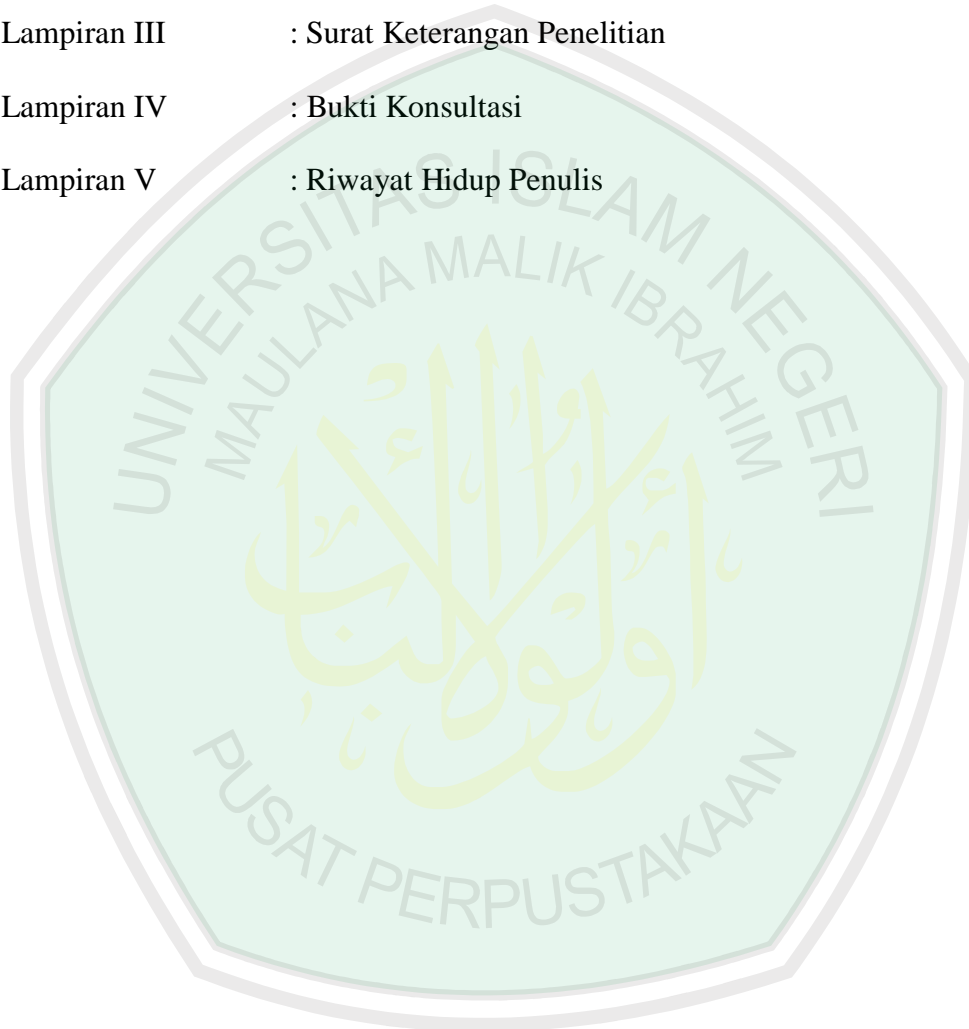 Lampiran III : Surat Keterangan Penelitian
Lampiran IV : Bukti Konsultasi
Lampiran V : Riwayat Hidup Penulis
UNIVERSITAS ISLAM NEGERI
MAULANA MALIK IBRAHIM
PUSAT PERPUSTAKAAN